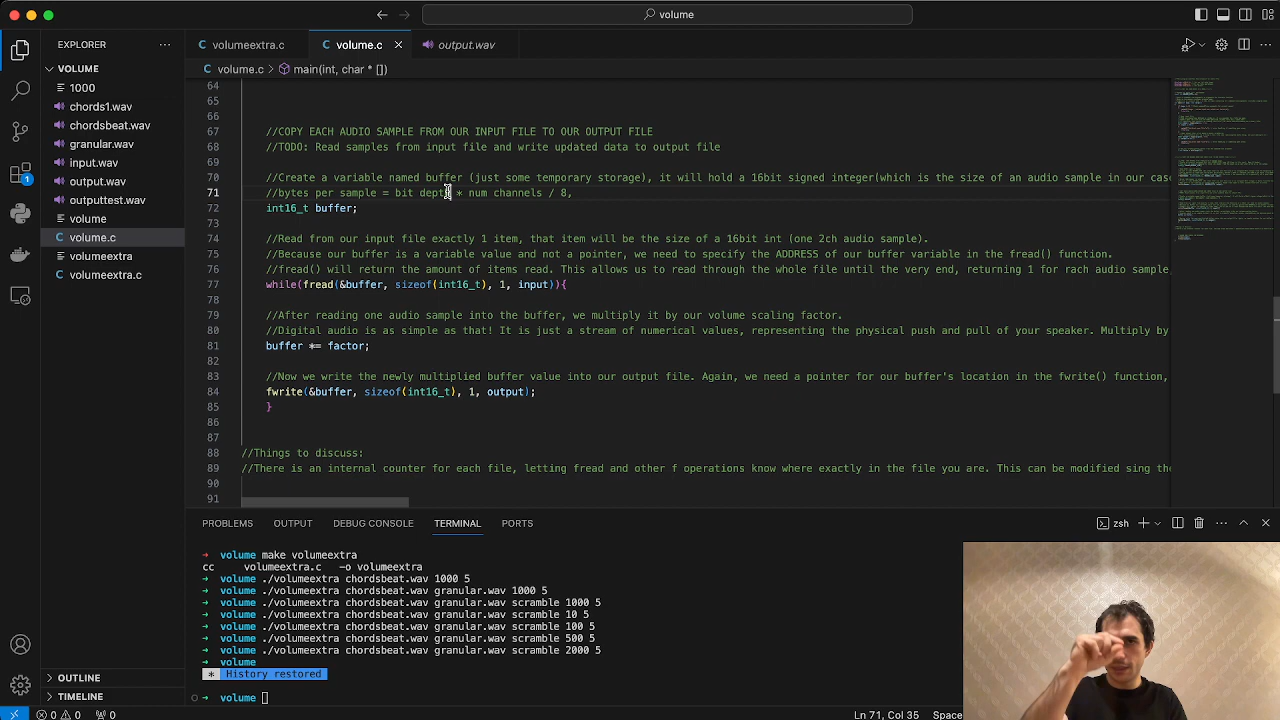 volume
EXPLORER
volumeextra.c
volume.c
output.wav
VOLUME
volume.c > main(int, char * [])
1000
chords1.wav
chordsbeat.wav
granular.wav
input.wav
output.wav
outputtest.wav
volume
volume.c
volumeextra
volumeextra.c
1
64
65
66
67 //COPY EACH AUDIO SAMPLE FROM OUR INPUT FILE TO OUR OUTPUT FILE
68 //TODO: Read samples from input file and write updated data to output file
69
70 //Create a variable named buffer (just some temporary storage), it will hold a 16bit signed integer(which is the size of an audio sample in our case
71 //bytes per sample = bit depth * num channels / 8,
72 int16_t buffer;
73
74 //Read from our input file exactly 1 item, that item will be the size of a 16bit int (one 2ch audio sample).
75 //Because our buffer is a variable value and not a pointer, we need to specify the ADDRESS of our buffer variable in the fread() function.
76 //fread() will return the amount of items read. This allows us to read through the whole file until the very end, returning 1 for rach audio sample,
77 while(fread(&buffer, sizeof(int16_t), 1, input)){
78
79 //After reading one audio sample into the buffer, we multiply it by our volume scaling factor.
80 //Digital audio is as simple as that! It is just a stream of numerical values, representing the physical push and pull of your speaker. Multiply by
81 buffer *= factor;
82
83 //Now we write the newly multiplied buffer value into our output file. Again, we need a pointer for our buffer's location in the fwrite() function,
84 fwrite(&buffer, sizeof(int16_t), 1, output);
85 }
86
87
88 //Things to discuss:
89 //There is an internal counter for each file, letting fread and other f operations know where exactly in the file you are. This can be modified sing the
90
91
PROBLEMS OUTPUT DEBUG CONSOLE TERMINAL PORTS
zsh
→ volume make volumeextra
cc volumeextra.c -o volumeextra
→ volume ./volumeextra chordsbeat.wav 1000 5
→ volume ./volumeextra chordsbeat.wav granular.wav 1000 5
→ volume ./volumeextra chordsbeat.wav granular.wav scramble 1000 5
→ volume ./volumeextra chordsbeat.wav granular.wav scramble 10 5
→ volume ./volumeextra chordsbeat.wav granular.wav scramble 100 5
→ volume ./volumeextra chordsbeat.wav granular.wav scramble 500 5
→ volume ./volumeextra chordsbeat.wav granular.wav scramble 2000 5
→ volume
* History restored
→ volume
OUTLINE
TIMELINE
0 0 0
Ln 71, Col 35 Space